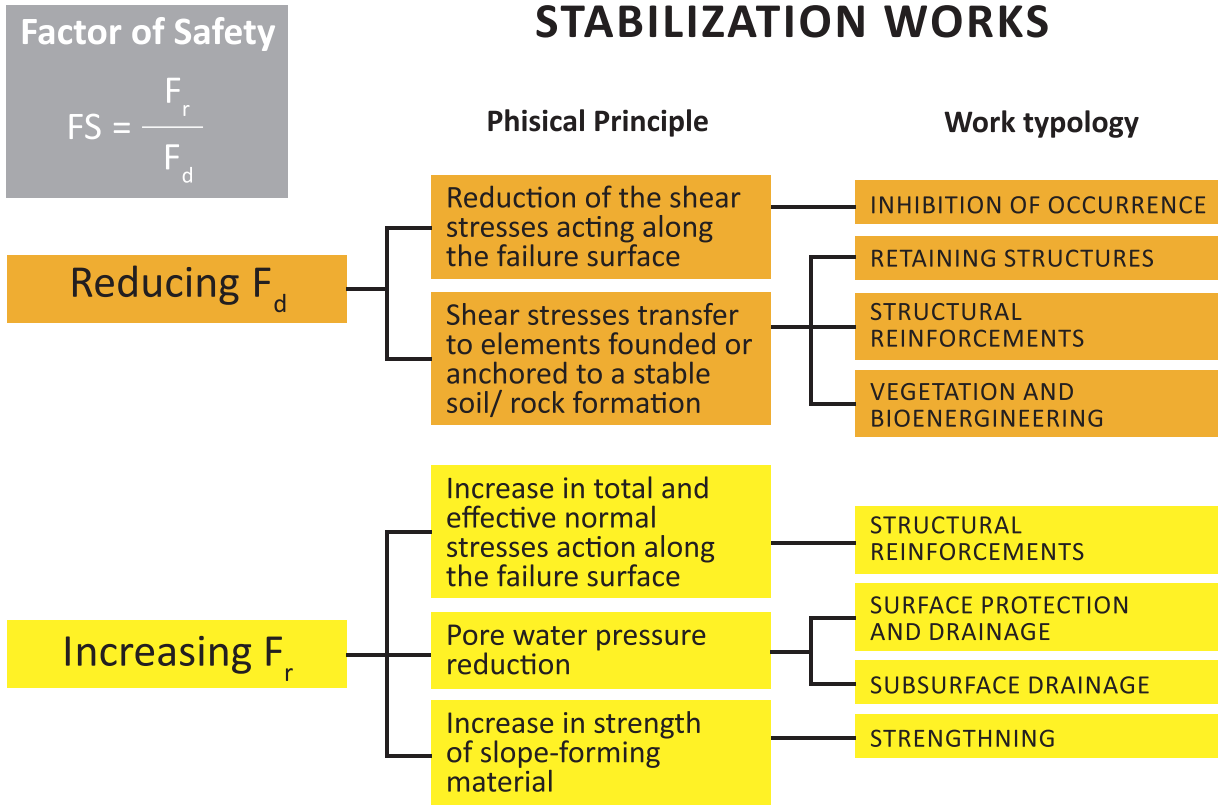 Factor of Safety
FS = F_r / F_d
STABILIZATION WORKS
Phisical Principle
Work typology
Reducing F_d
Reduction of the shear
stresses acting along
the failure surface
INHIBITION OF OCCURRENCE
Shear stresses transfer
to elements founded or
anchored to a stable
soil/ rock formation
RETAINING STRUCTURES
STRUCTURAL
REINFORCEMENTS
VEGETATION AND
BIOENERGINEERING
Increasing F_r
Increase in total and
effective normal
stresses action along
the failure surface
STRUCTURAL
REINFORCEMENTS
Pore water pressure
reduction
SURFACE PROTECTION
AND DRAINAGE
SUBSURFACE DRAINAGE
Increase in strength
of slope-forming
material
STRENGTHNING